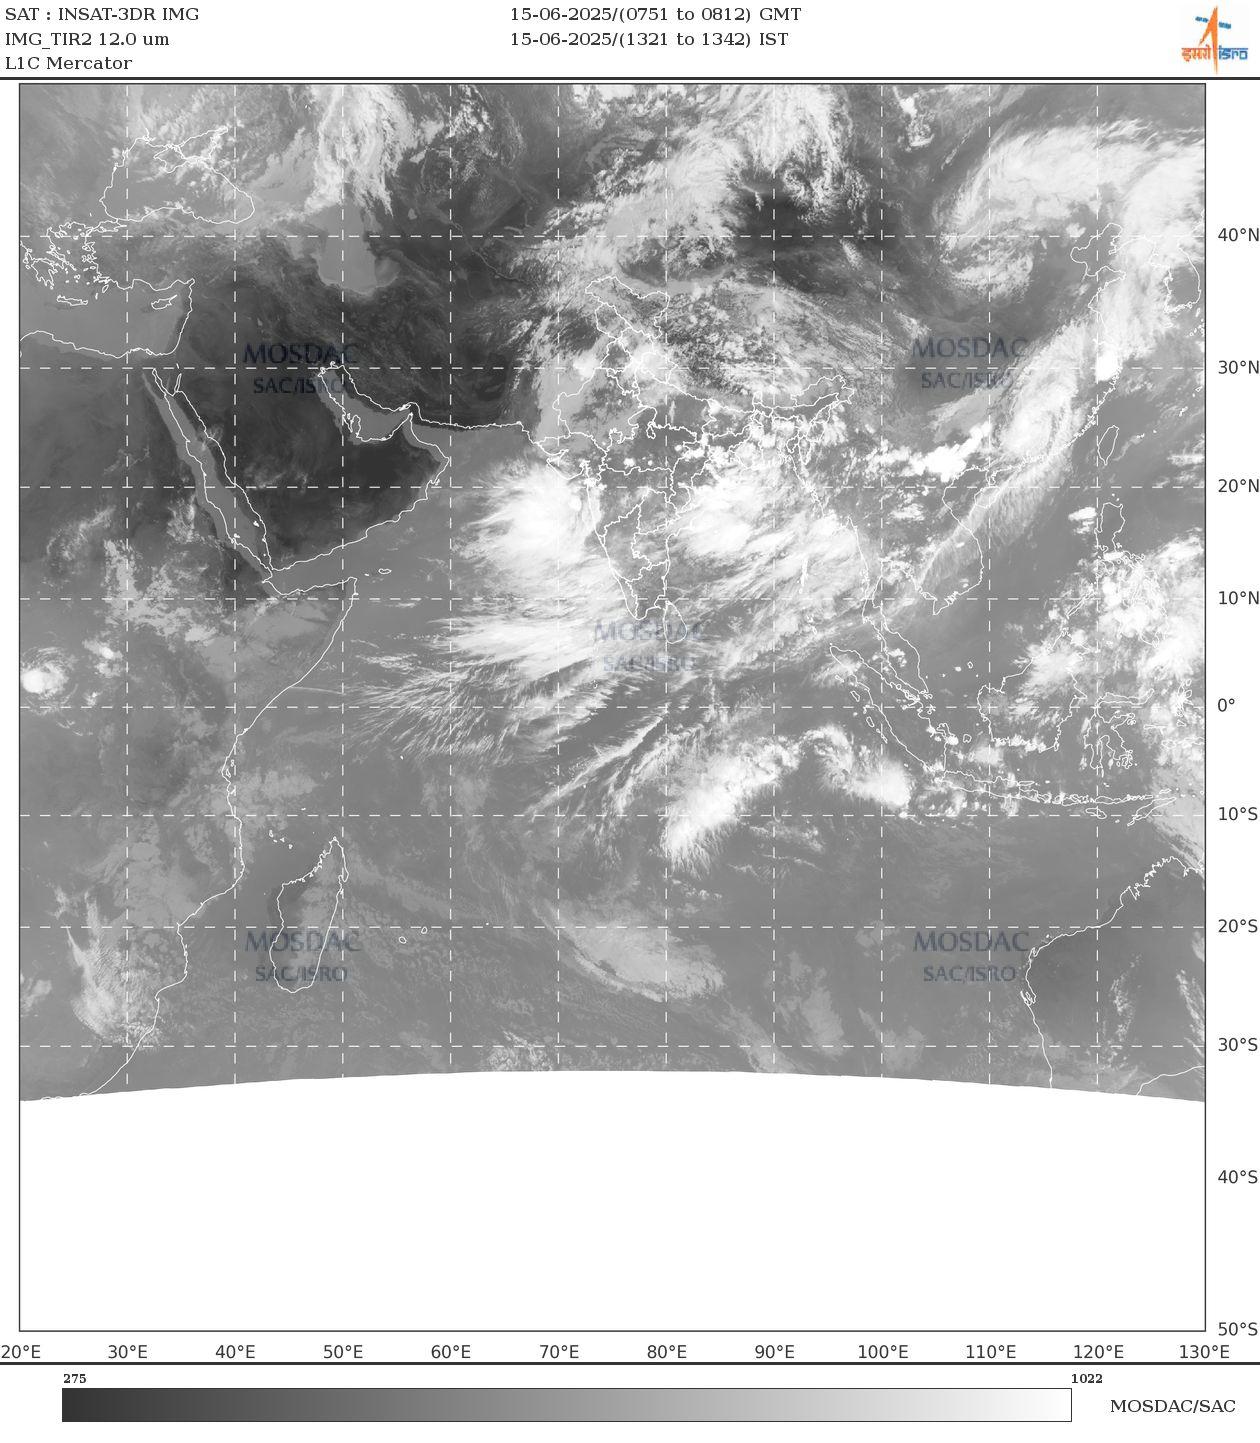 SAT : INSAT-3DR IMG
15-06-2025/(0751 to 0812) GMT
IMG_TIR2 12.0 um
15-06-2025/(1321 to 1342) IST
L1C Mercator
इसरो isro
40°N
MOSDAC
SAC/ISRO
MOSDAC
SAC/ISRO
30°N
20°N
10°N
MOSDAC
SAC/ISRO
0°
10°S
20°S
MOSDAC
SAC/ISRO
MOSDAC
SAC/ISRO
30°S
40°S
50°S
20°E 30°E 40°E 50°E 60°E 70°E 80°E 90°E 100°E 110°E 120°E 130°E
275
1022
MOSDAC/SAC